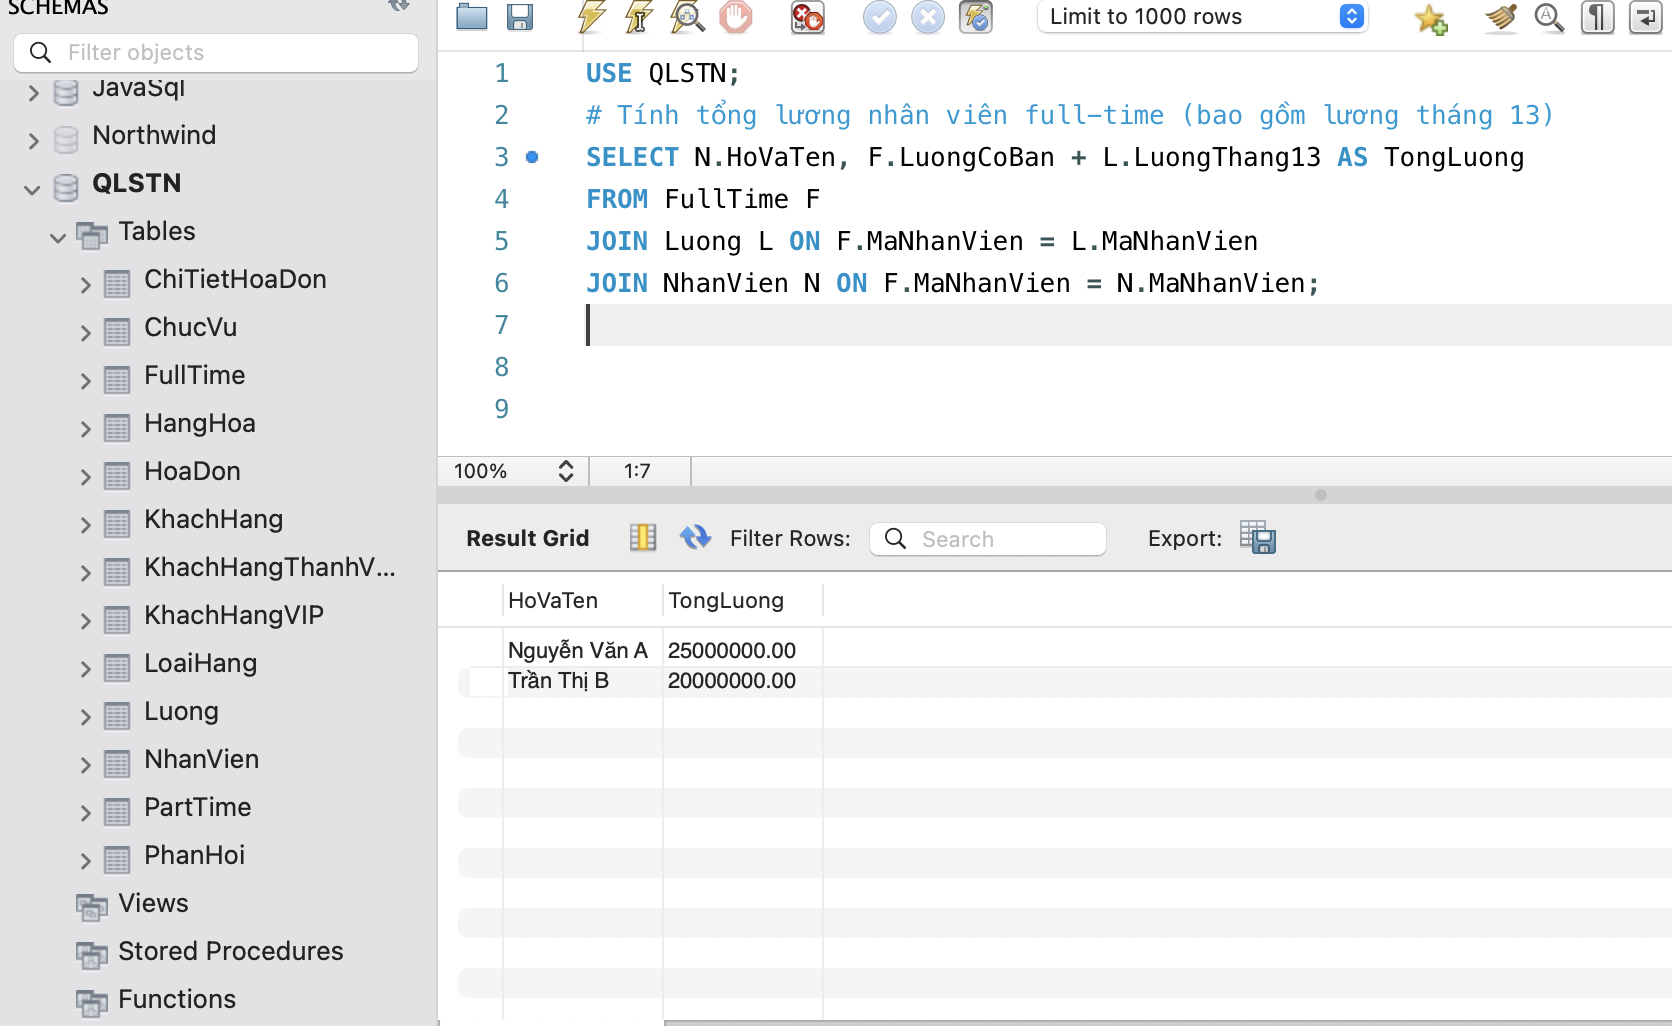 SCHEMAS
Filter objects
JavaSql
Northwind
QLSTN
Tables
ChiTietHoaDon
ChucVu
FullTime
HangHoa
HoaDon
KhachHang
KhachHangThanhV...
KhachHangVIP
LoaiHang
Luong
NhanVien
PartTime
PhanHoi
Views
Stored Procedures
Functions
Limit to 1000 rows
1 USE QLSTN;
2 # Tính tổng lương nhân viên full-time (bao gồm lương tháng 13)
3 SELECT N.HoVaTen, F.LuongCoBan + L.LuongThang13 AS TongLuong
4 FROM FullTime F
5 JOIN Luong L ON F.MaNhanVien = L.MaNhanVien
6 JOIN NhanVien N ON F.MaNhanVien = N.MaNhanVien;
7
8
9
100% 1:7
Result Grid Filter Rows: Search Export:
HoVaTen TongLuong
Nguyễn Văn A 25000000.00
Trần Thị B 20000000.00